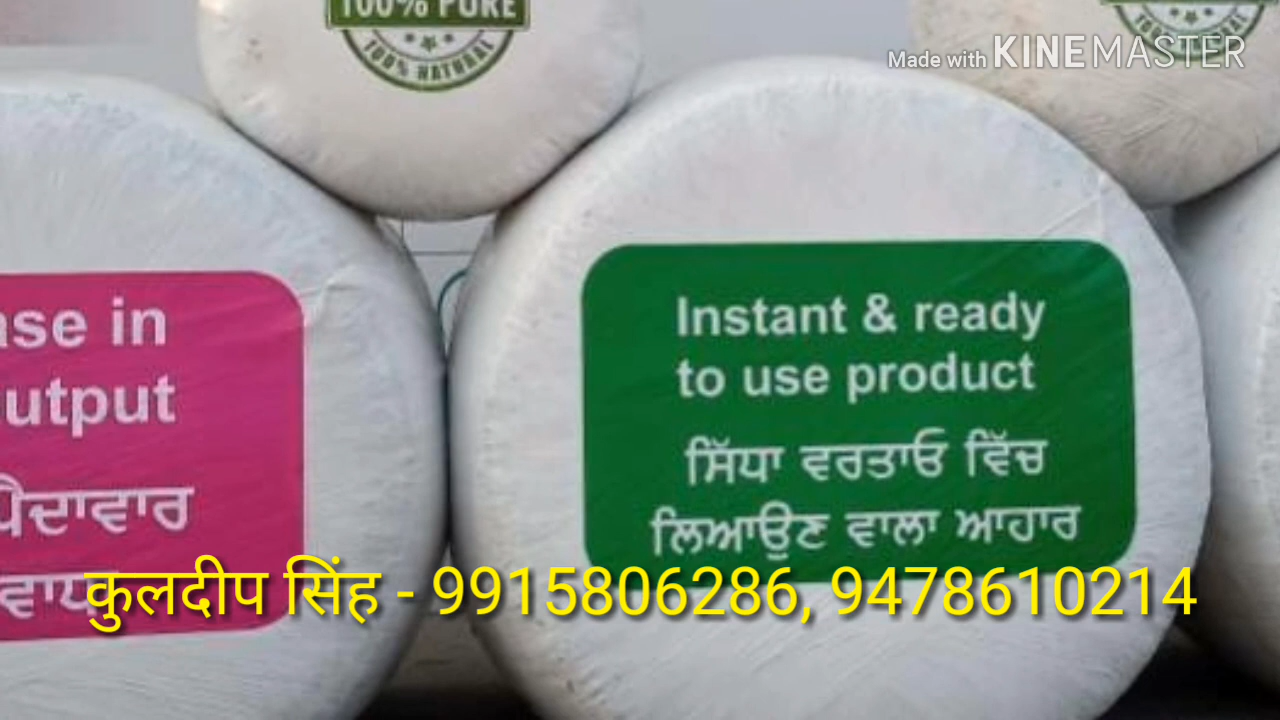 100% PURE
100% NATURAL
Made with KINEMASTER
ase in
utput
ਪੈਦਾਵਾਰ
ਵਾਧ
Instant & ready
to use product
ਸਿੱਧਾ ਵਰਤਾਓ ਵਿੱਚ
ਲਿਆਉਣ ਵਾਲਾ ਆਹਾਰ
कुलदीप सिंह - 9915806286, 9478610214